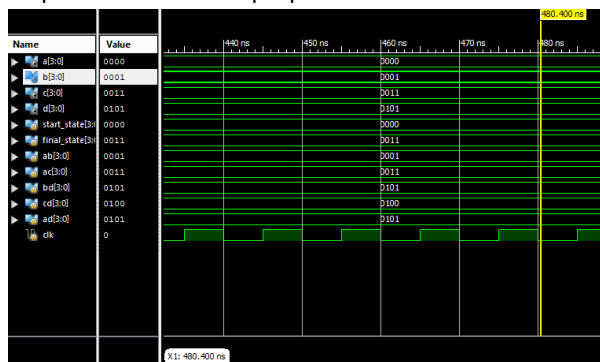 480.400 ns
Name Value 440 ns 450 ns 460 ns 470 ns 480 ns
a[3:0] 0000 0000
b[3:0] 0001 0001
c[3:0] 0011 0011
d[3:0] 0101 0101
start_state[3: 0000 0000
final_state[3: 0011 0011
ab[3:0] 0001 0001
ac[3:0] 0011 0011
bd[3:0] 0101 0101
cd[3:0] 0100 0100
ad[3:0] 0101 0101
clk 0
X1: 480.400 ns